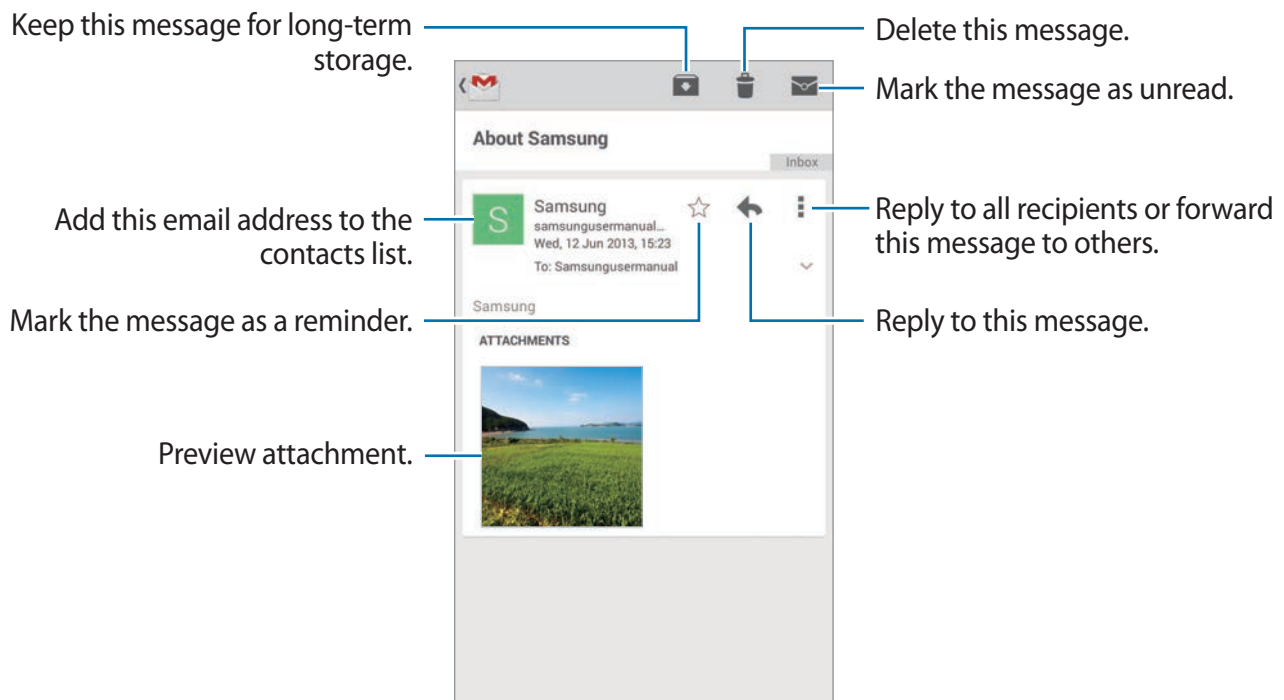 Keep this message for long-term
storage.
Delete this message.
Mark the message as unread.
About Samsung
Inbox
S
Samsung
samsungusermanual...
Wed, 12 Jun 2013, 15:23
To: Samsungusermanual
Add this email address to the
contacts list.
Reply to all recipients or forward
this message to others.
Samsung
Mark the message as a reminder.
Reply to this message.
ATTACHMENTS
Preview attachment.